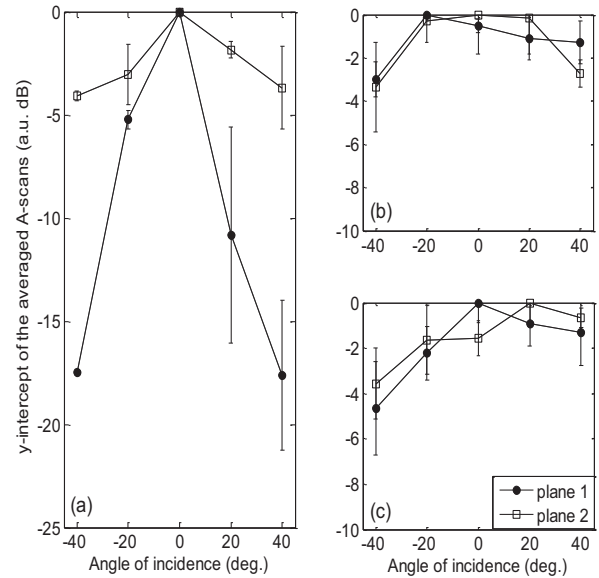 y-intercept of the averaged A-scans (a.u. dB)
0
-5
-10
-15
-20
-25
(a)
-40 -20 0 20 40
Angle of incidence (deg.)
0
-2
-4
-6
-8
-10
(b)
-40 -20 0 20 40
0
-2
-4
-6
-8
-10
(c)
plane 1
plane 2
-40 -20 0 20 40
Angle of incidence (deg.)